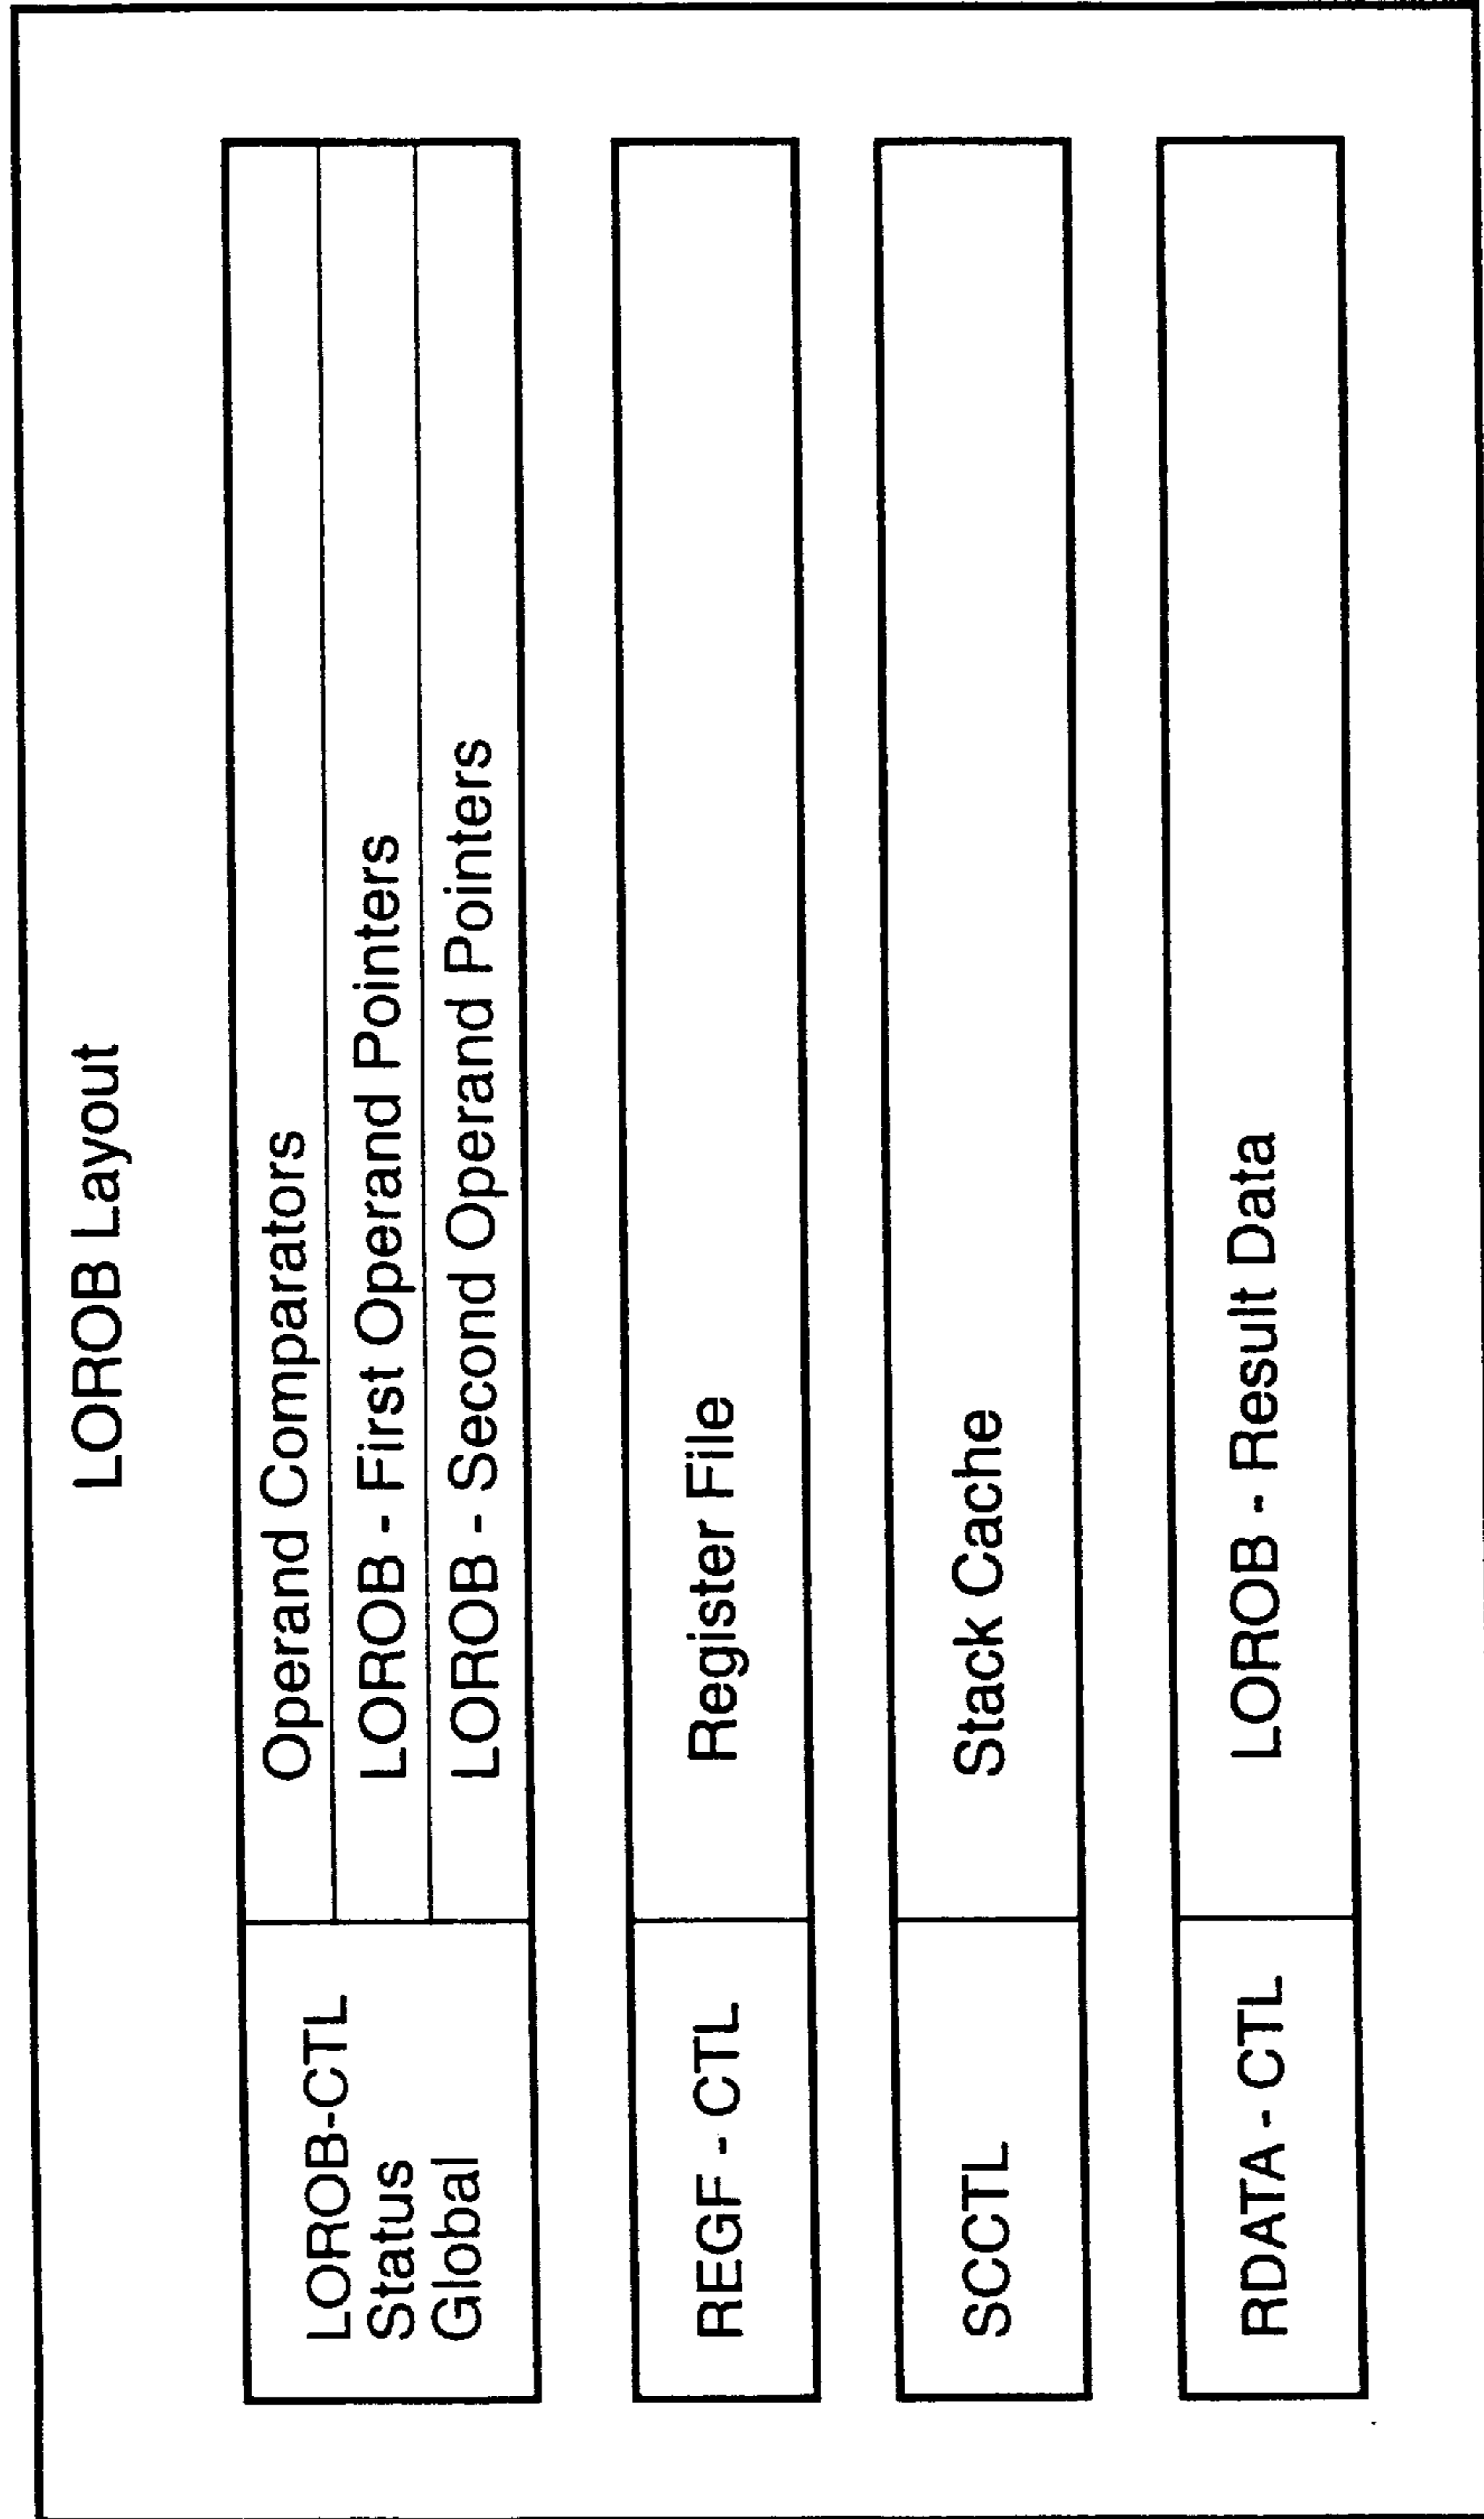 LOROB Layout
LOROB-CTL
Status
Global
Operand Comparators
LOROB - First Operand Pointers
LOROB - Second Operand Pointers
REGF - CTL
Register File
SCCTL
Stack Cache
RDATA - CTL
LOROB - Result Data